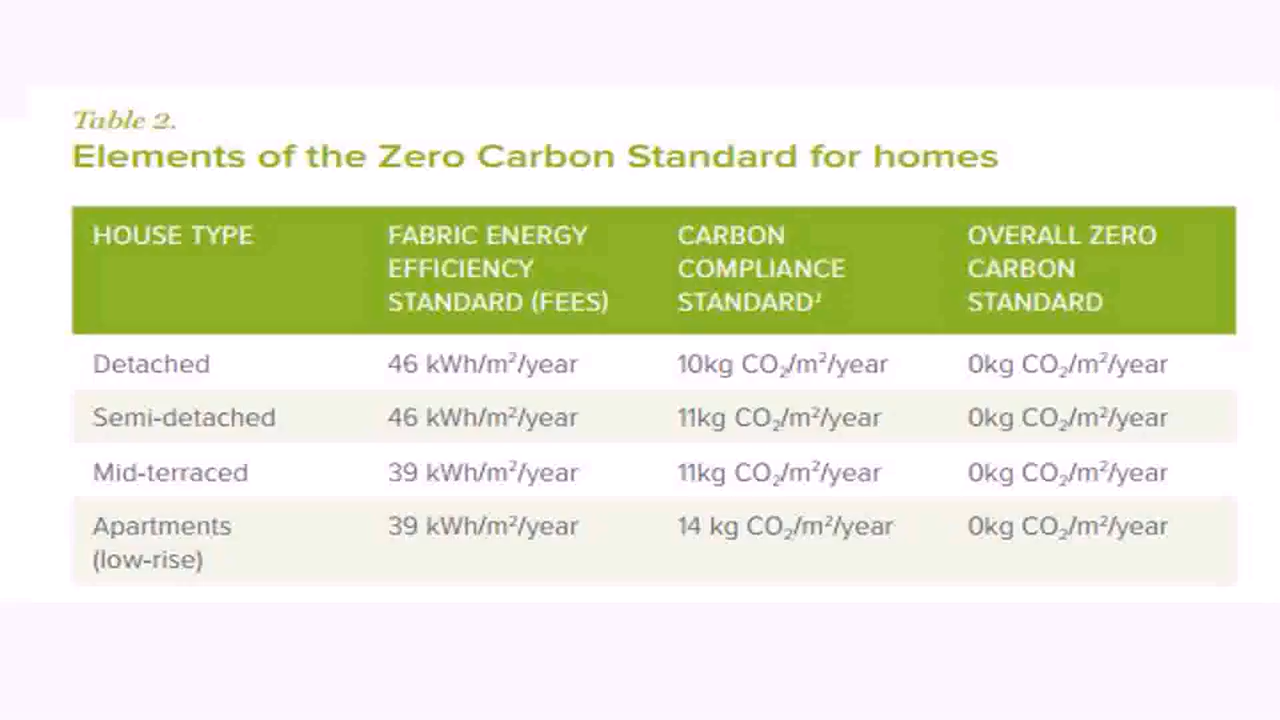 Table 2.
Elements of the Zero Carbon Standard for homes
HOUSE TYPE FABRIC ENERGY EFFICIENCY STANDARD (FEES) CARBON COMPLIANCE STANDARD¹ OVERALL ZERO CARBON STANDARD
Detached 46 kWh/m²/year 10kg CO₂/m²/year 0kg CO₂/m²/year
Semi-detached 46 kWh/m²/year 11kg CO₂/m²/year 0kg CO₂/m²/year
Mid-terraced 39 kWh/m²/year 11kg CO₂/m²/year 0kg CO₂/m²/year
Apartments (low-rise) 39 kWh/m²/year 14 kg CO₂/m²/year 0kg CO₂/m²/year